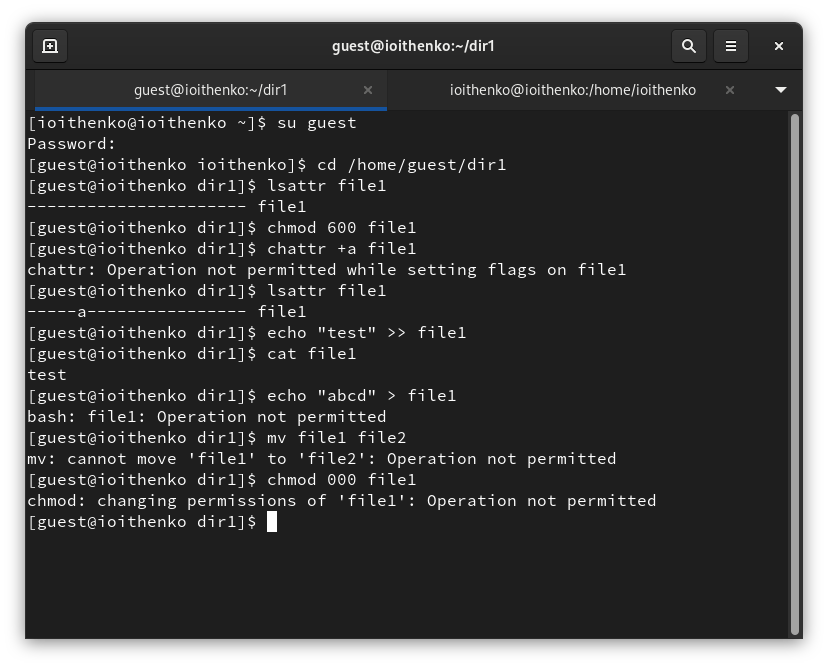 guest@ioithenko:~/dir1
guest@ioithenko:~/dir1
ioithenko@ioithenko:/home/ioithenko
[ioithenko@ioithenko ~]$ su guest
Password:
[guest@ioithenko ioithenko]$ cd /home/guest/dir1
[guest@ioithenko dir1]$ lsattr file1
---------------------- file1
[guest@ioithenko dir1]$ chmod 600 file1
[guest@ioithenko dir1]$ chattr +a file1
chattr: Operation not permitted while setting flags on file1
[guest@ioithenko dir1]$ lsattr file1
-----a---------------- file1
[guest@ioithenko dir1]$ echo "test" >> file1
[guest@ioithenko dir1]$ cat file1
test
[guest@ioithenko dir1]$ echo "abcd" > file1
bash: file1: Operation not permitted
[guest@ioithenko dir1]$ mv file1 file2
mv: cannot move 'file1' to 'file2': Operation not permitted
[guest@ioithenko dir1]$ chmod 000 file1
chmod: changing permissions of 'file1': Operation not permitted
[guest@ioithenko dir1]$